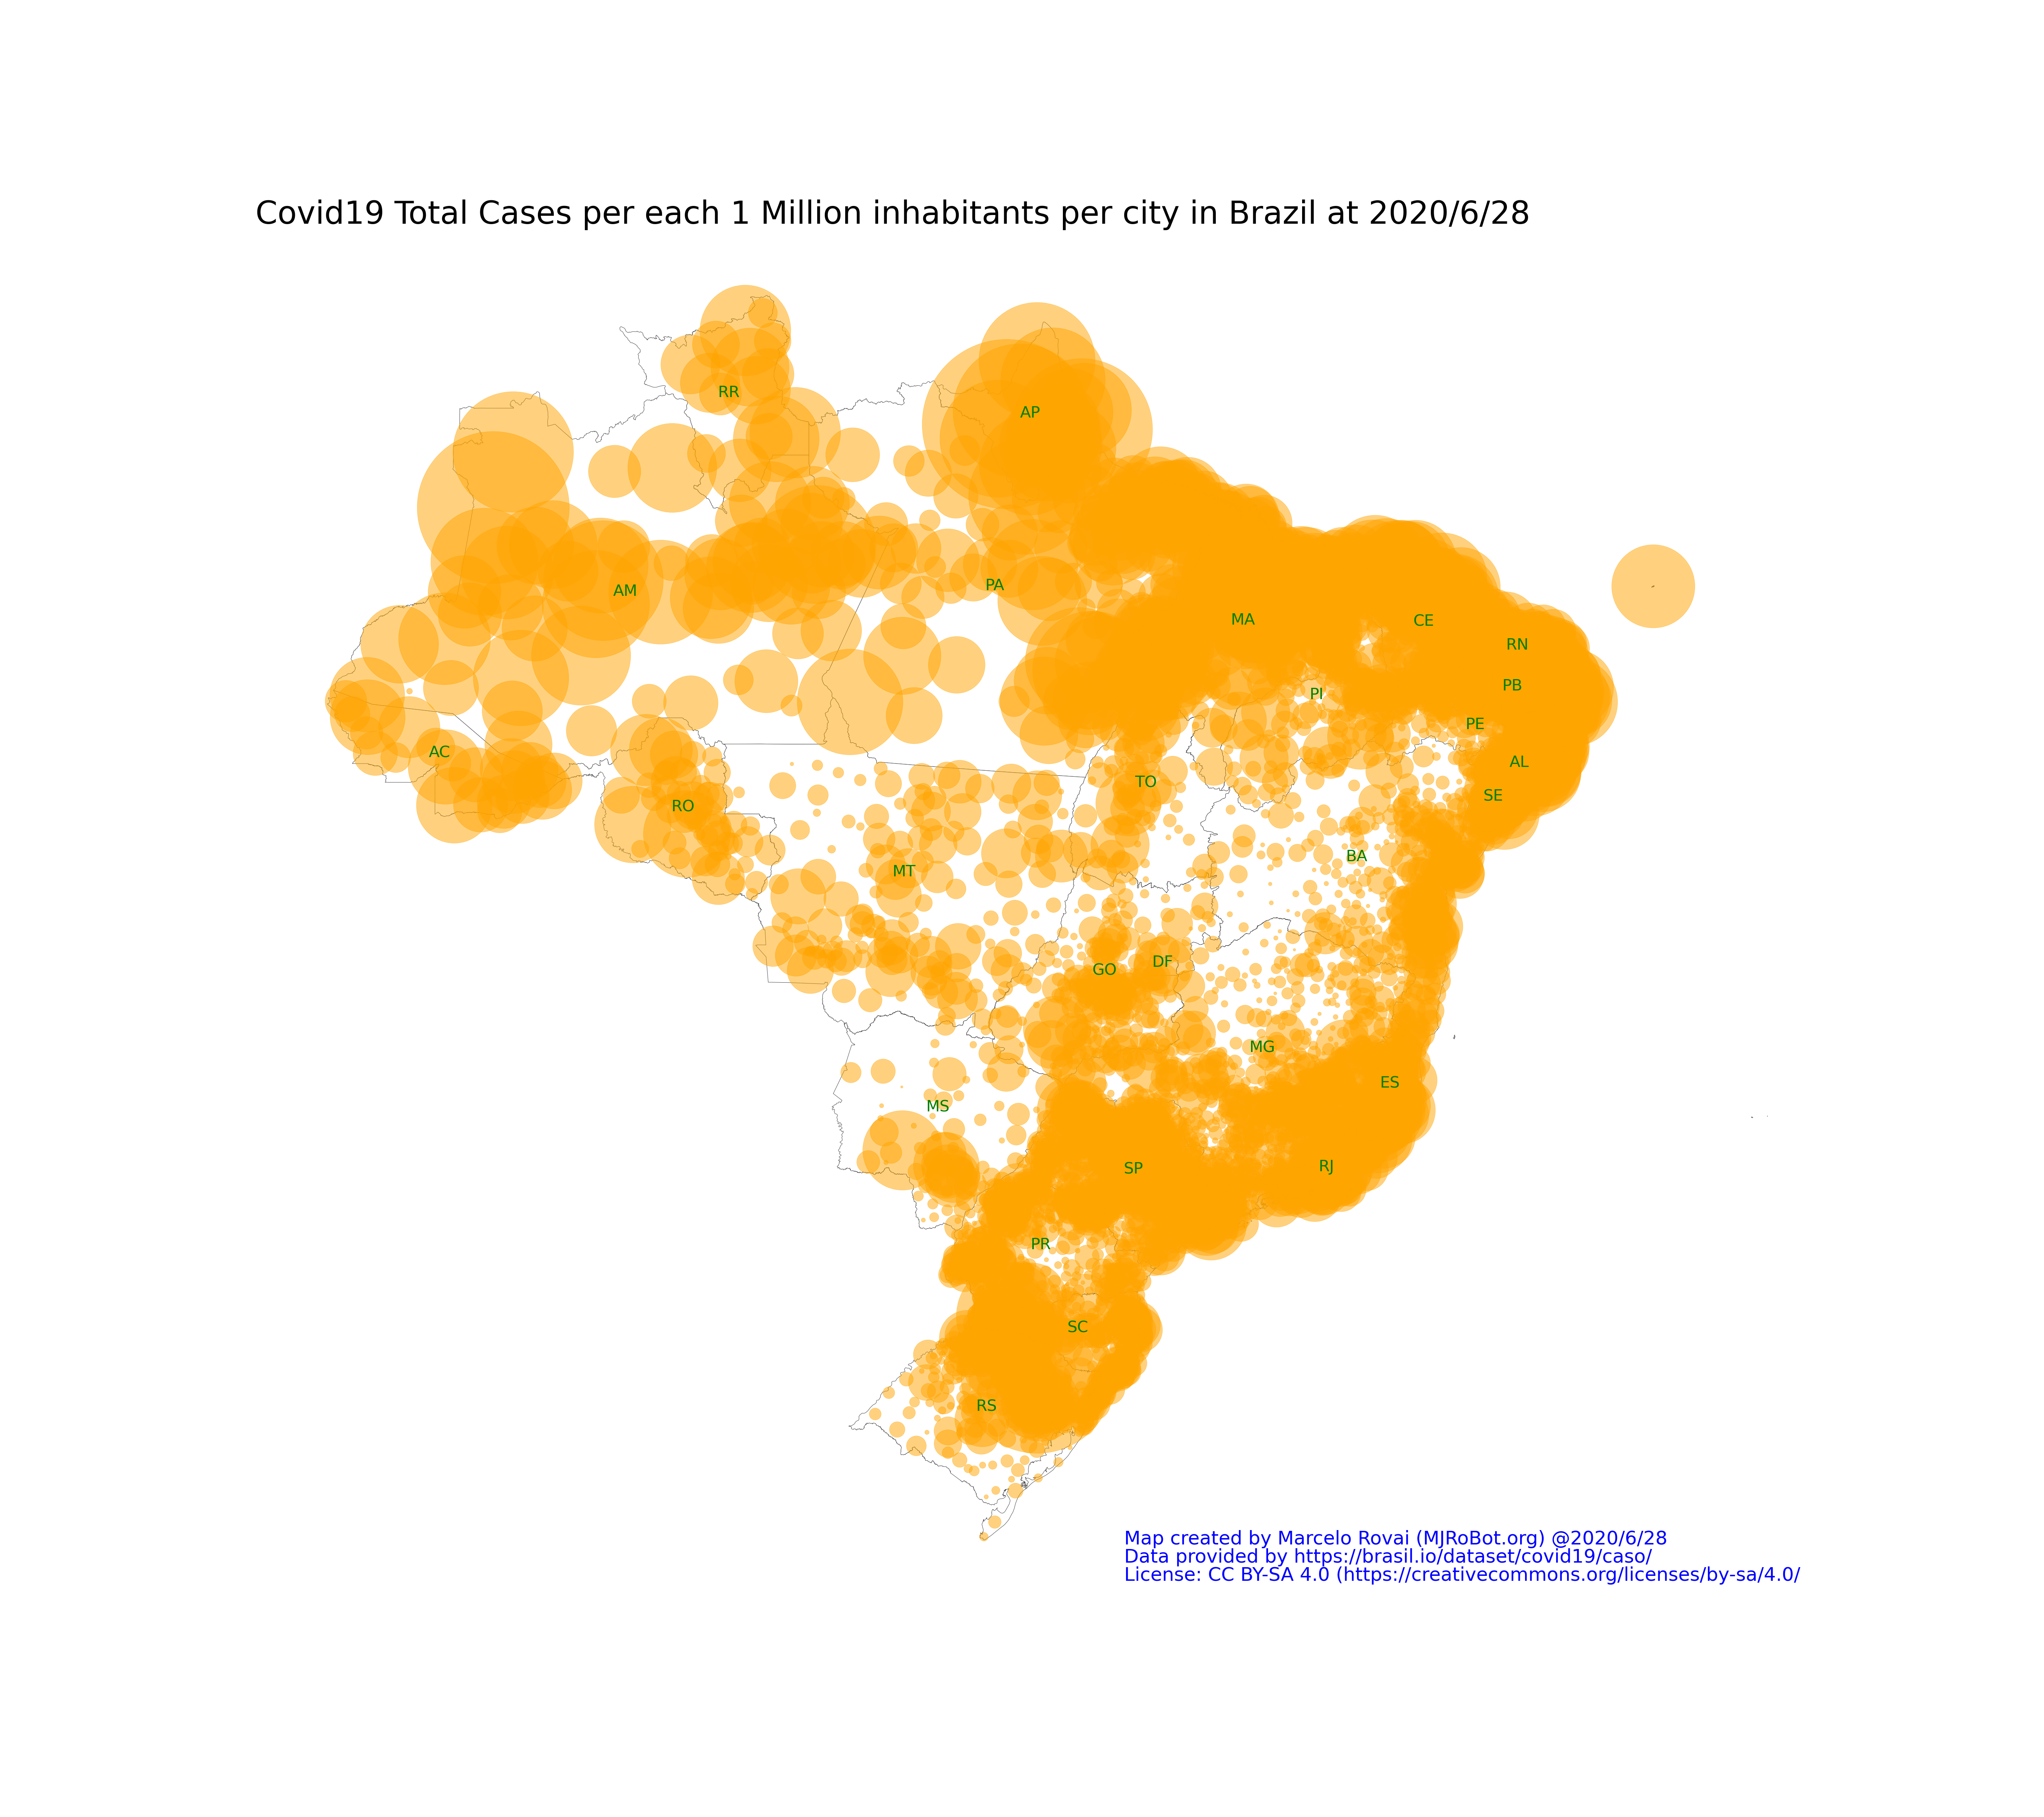 Covid19 Total Cases per each 1 Million inhabitants per city in Brazil at 2020/6/28
RR
AP
AM
PA
MA
CE
RN
PB
PI
PE
AC
AL
TO
SE
RO
BA
MT
DF
GO
MG
ES
MS
RJ
SP
PR
SC
RS
Map created by Marcelo Rovai (MJRoBot.org) @2020/6/28
Data provided by https://brasil.io/dataset/covid19/caso/
License: CC BY-SA 4.0 (https://creativecommons.org/licenses/by-sa/4.0/